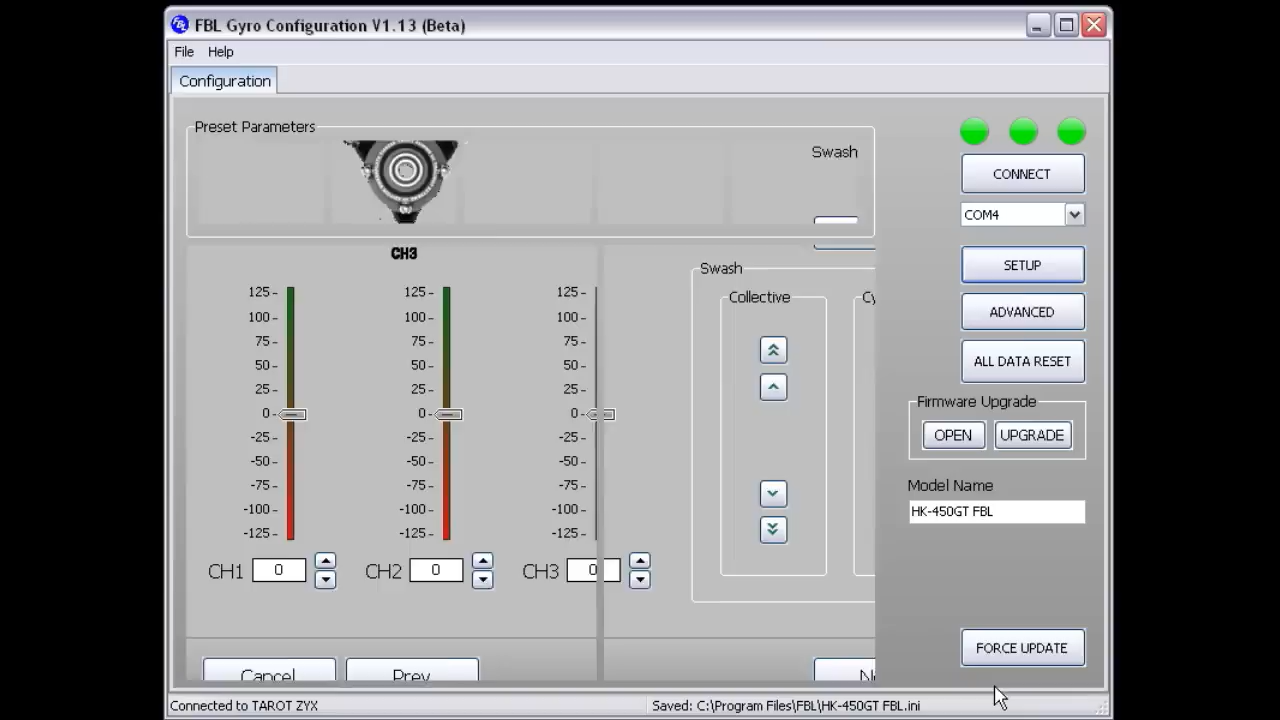 FBL Gyro Configuration V1.13 (Beta)
File Help
Configuration
Preset Parameters
Swash
CONNECT
COM4
CH3
Swash
SETUP
Collective
125 125 125
100 100 100
75 75 75
50 50 50
25 25 25
0 0 0
-25 -25 -25
-50 -50 -50
-75 -75 -75
-100 -100 -100
-125 -125 -125
ADVANCED
ALL DATA RESET
Firmware Upgrade
OPEN UPGRADE
Model Name
HK-450GT FBL
CH1 0 CH2 0 CH3 0
FORCE UPDATE
Cancel Prev
Connected to TAROT ZYX Saved: C:\Program Files\FBL\HK-450GT FBL.ini